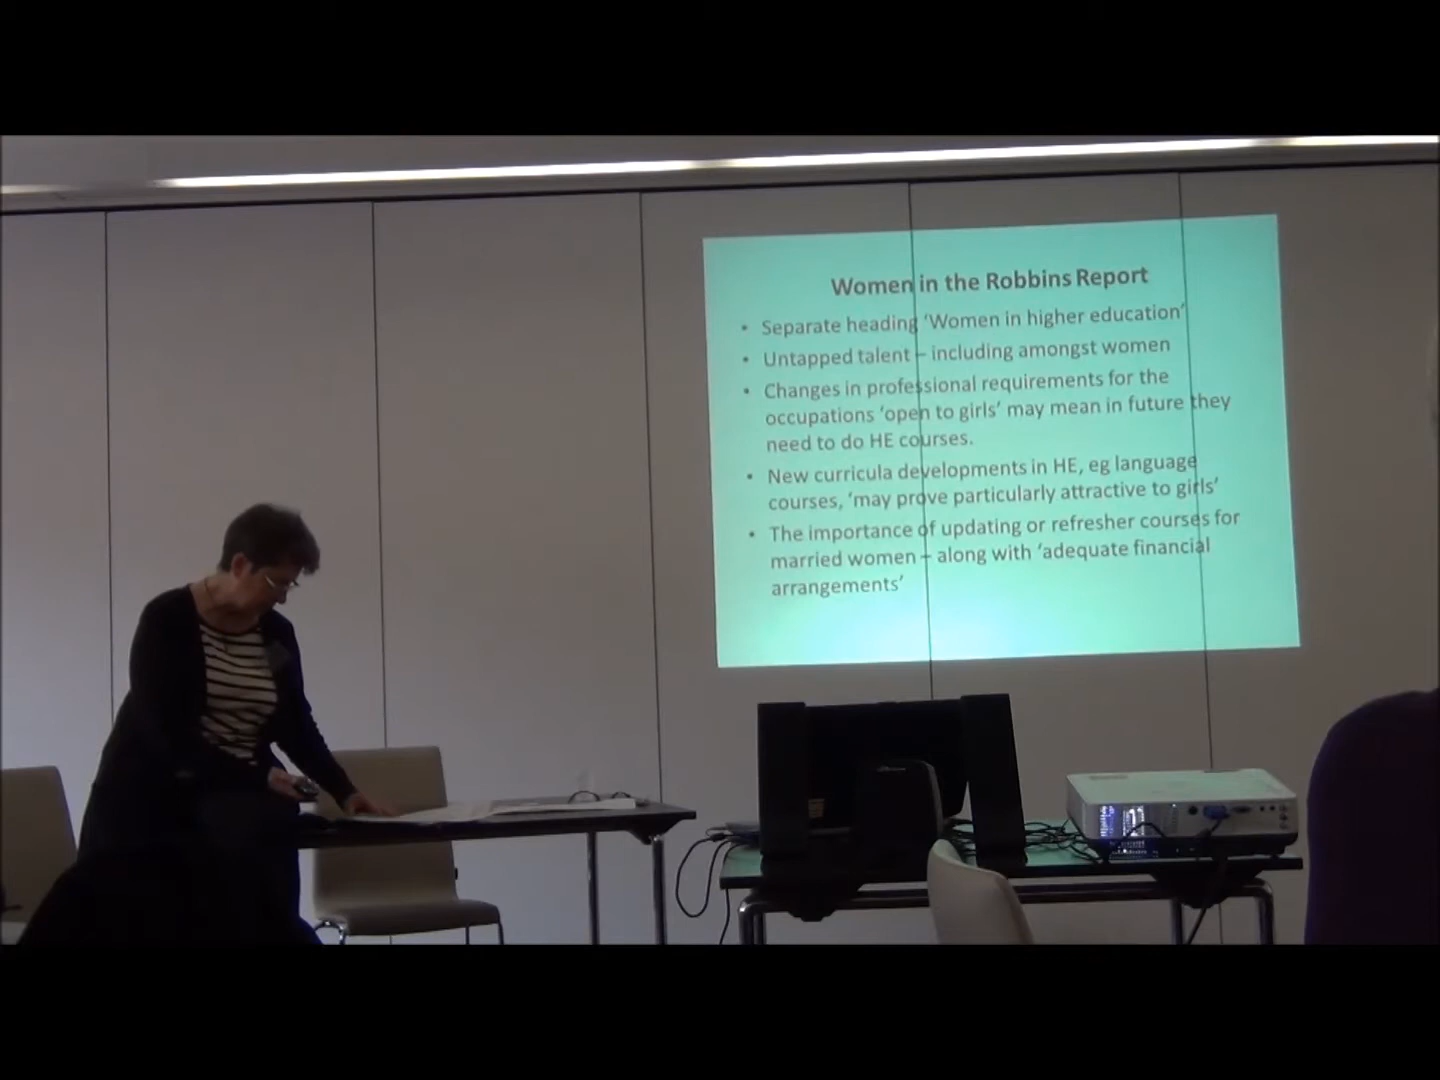 Women in the Robbins Report
• Separate heading ‘Women in higher education’
• Untapped talent – including amongst women
• Changes in professional requirements for the
occupations ‘open to girls’ may mean in future they
need to do HE courses.
• New curricula developments in HE, eg language
courses, ‘may prove particularly attractive to girls’
• The importance of updating or refresher courses for
married women – along with ‘adequate financial
arrangements’